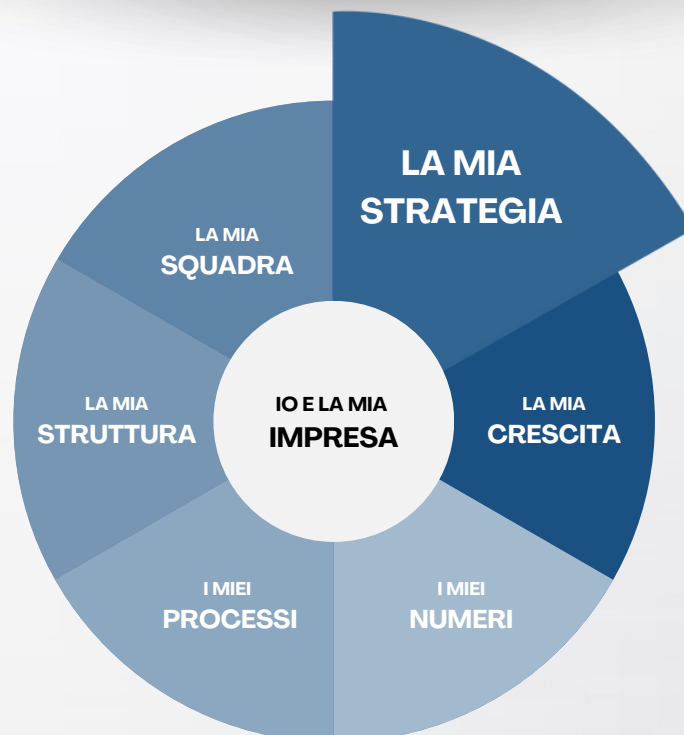 LA MIA
STRATEGIA
LA MIA
SQUADRA
LA MIA
STRUTTURA
IO E LA MIA
IMPRESA
LA MIA
CRESCITA
I MIEI
PROCESSI
I MIEI
NUMERI